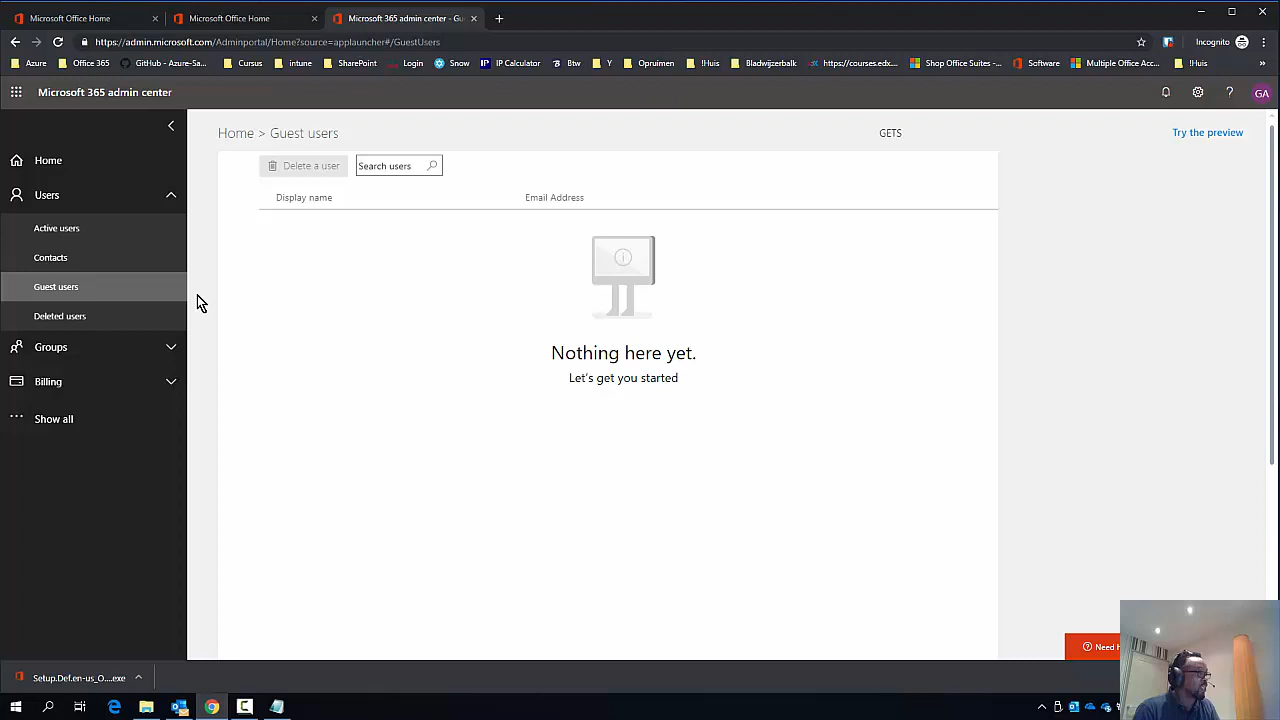 Microsoft Office Home
Microsoft Office Home
Microsoft 365 admin center - Gu
https://admin.microsoft.com/Adminportal/Home?source=applauncher#/GuestUsers
Incognito
Azure
Office 365
GitHub - Azure-Sa...
Cursus
intune
SharePoint
Login
Snow
IP Calculator
Btw
Y
Opruimen
!Huis
Bladwijzerbalk
https://courses.edx...
Shop Office Suites -...
Software
Multiple Office Acc...
!Huis
»
Microsoft 365 admin center
GA
Home > Guest users
GETS
Try the preview
Home
Users
Active users
Contacts
Guest users
Deleted users
Groups
Billing
Show all
Delete a user
Search users
Display name
Email Address
Nothing here yet.
Let's get you started
Need
Setup.Def.en-us_O....exe